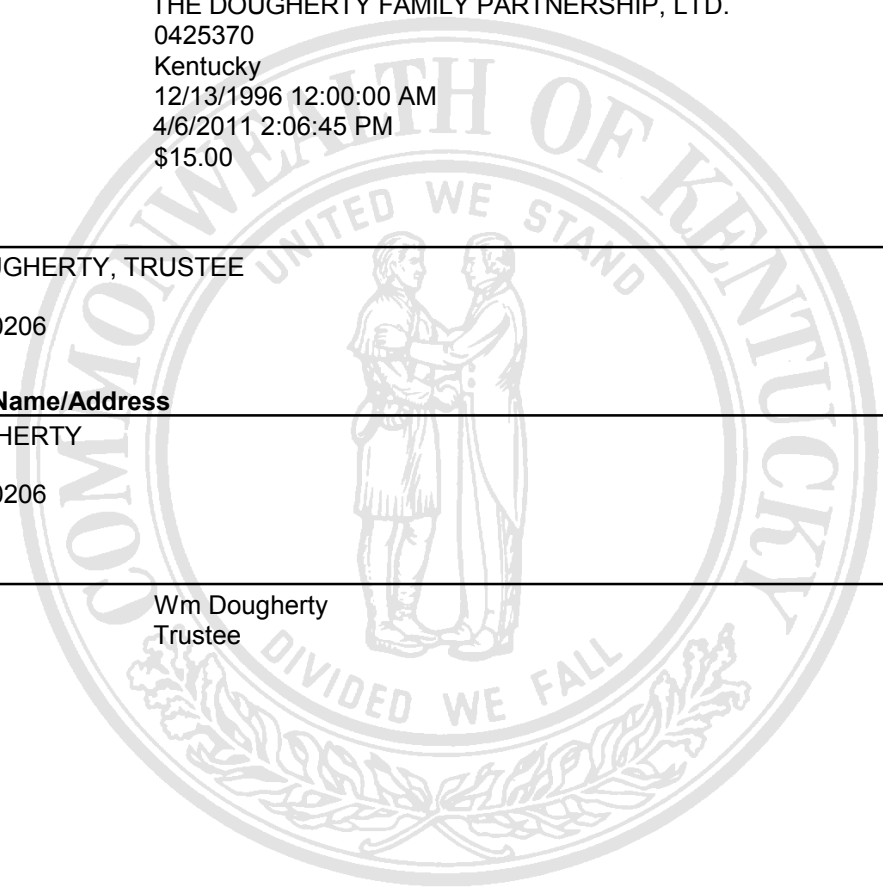 THE DOUGHERTY FAMILY PARTNERSHIP, LTD.
0425370
Kentucky
12/13/1996 12:00:00 AM
4/6/2011 2:06:45 PM
$15.00
GHERTY, TRUSTEE
0206
Name/Address
HERTY
0206
Wm Dougherty
Trustee
COMMONWEALTH OF KENTUCKY
UNITED WE STAND
DIVIDED WE FALL